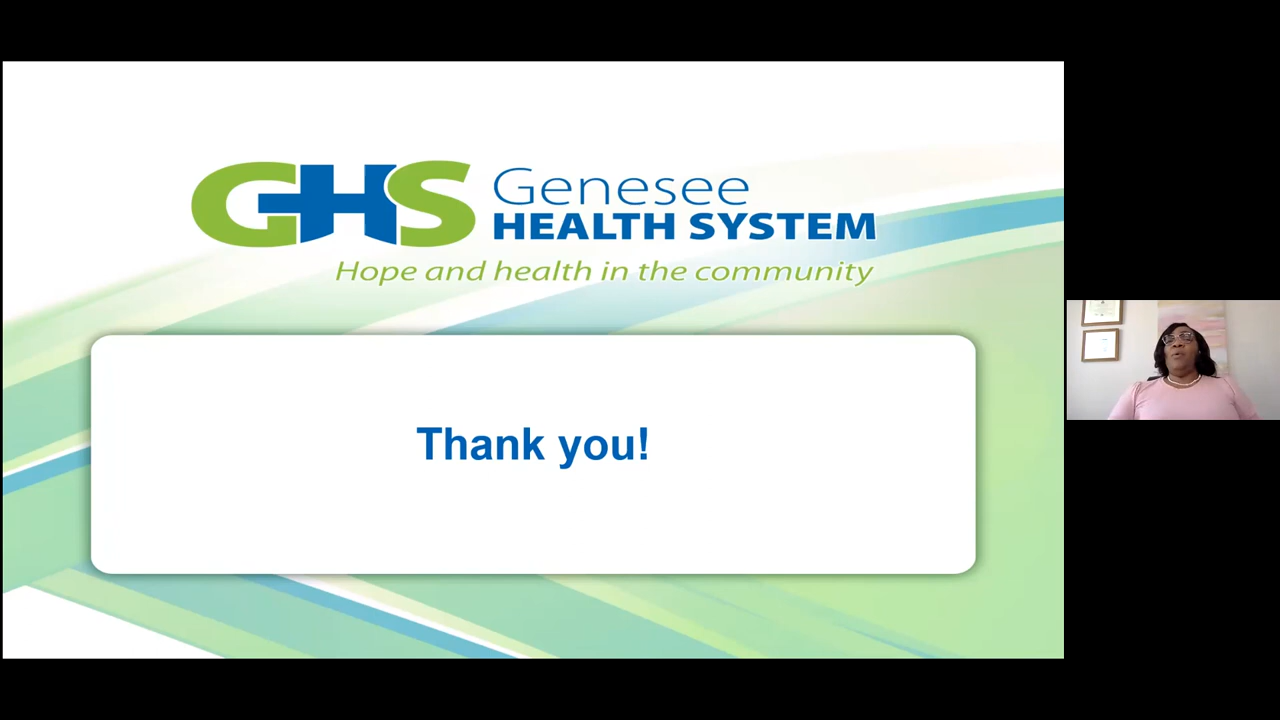 GHS Genesee
HEALTH SYSTEM
Hope and health in the community
Thank you!